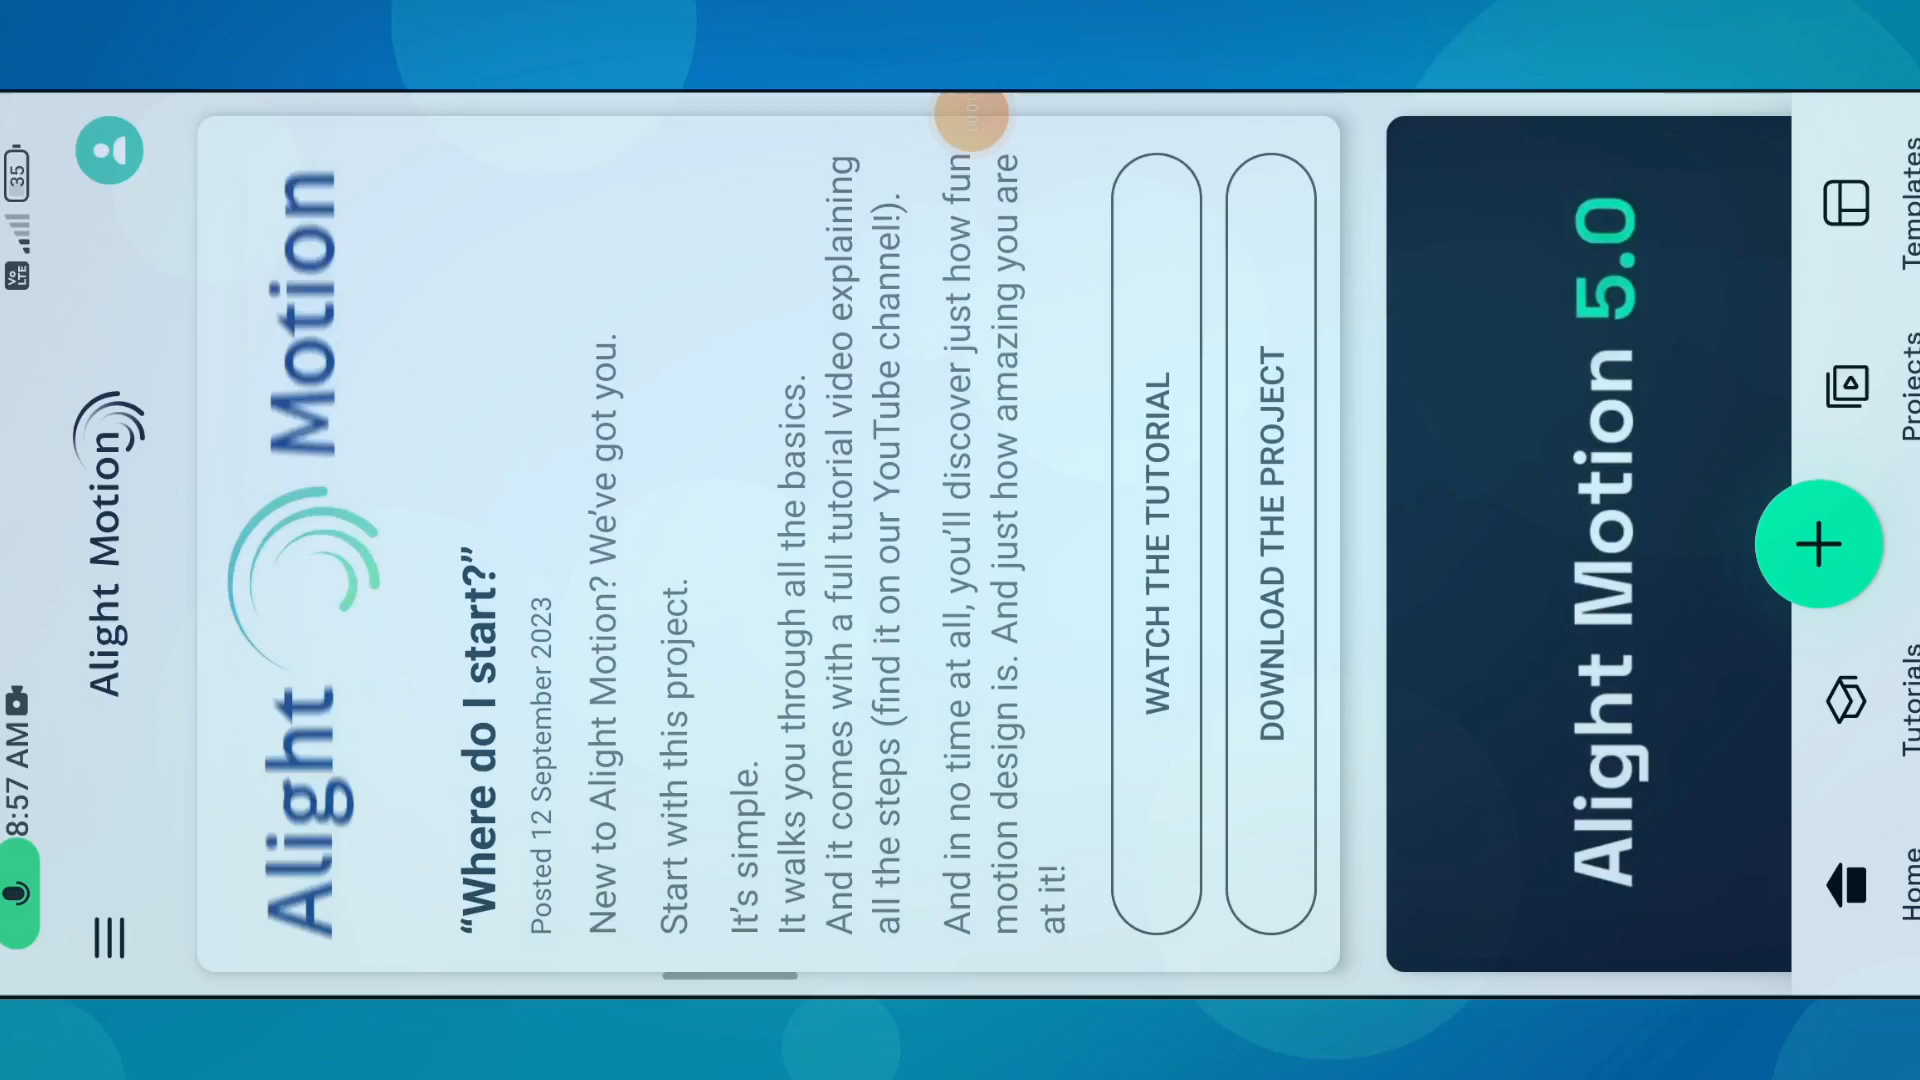 8:57 AM
Vo LTE
35
Alight Motion
Alight Motion
“Where do I start?”
Posted 12 September 2023
New to Alight Motion? We’ve got you.
Start with this project.
It’s simple.
It walks you through all the basics.
And it comes with a full tutorial video explaining
all the steps (find it on our YouTube channel!).
And in no time at all, you’ll discover just how fun
motion design is. And just how amazing you are
at it!
WATCH THE TUTORIAL
DOWNLOAD THE PROJECT
Alight Motion 5.0
Home
Tutorials
Projects
Templates